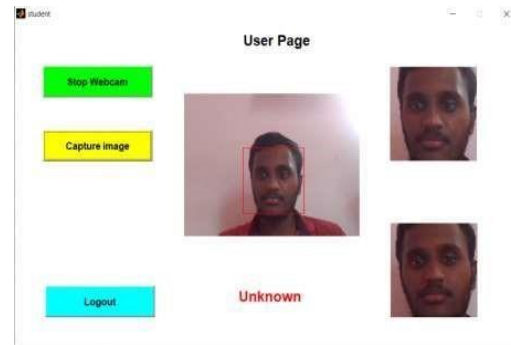 student
User Page
Stop Webcam
Capture image
Logout
Unknown